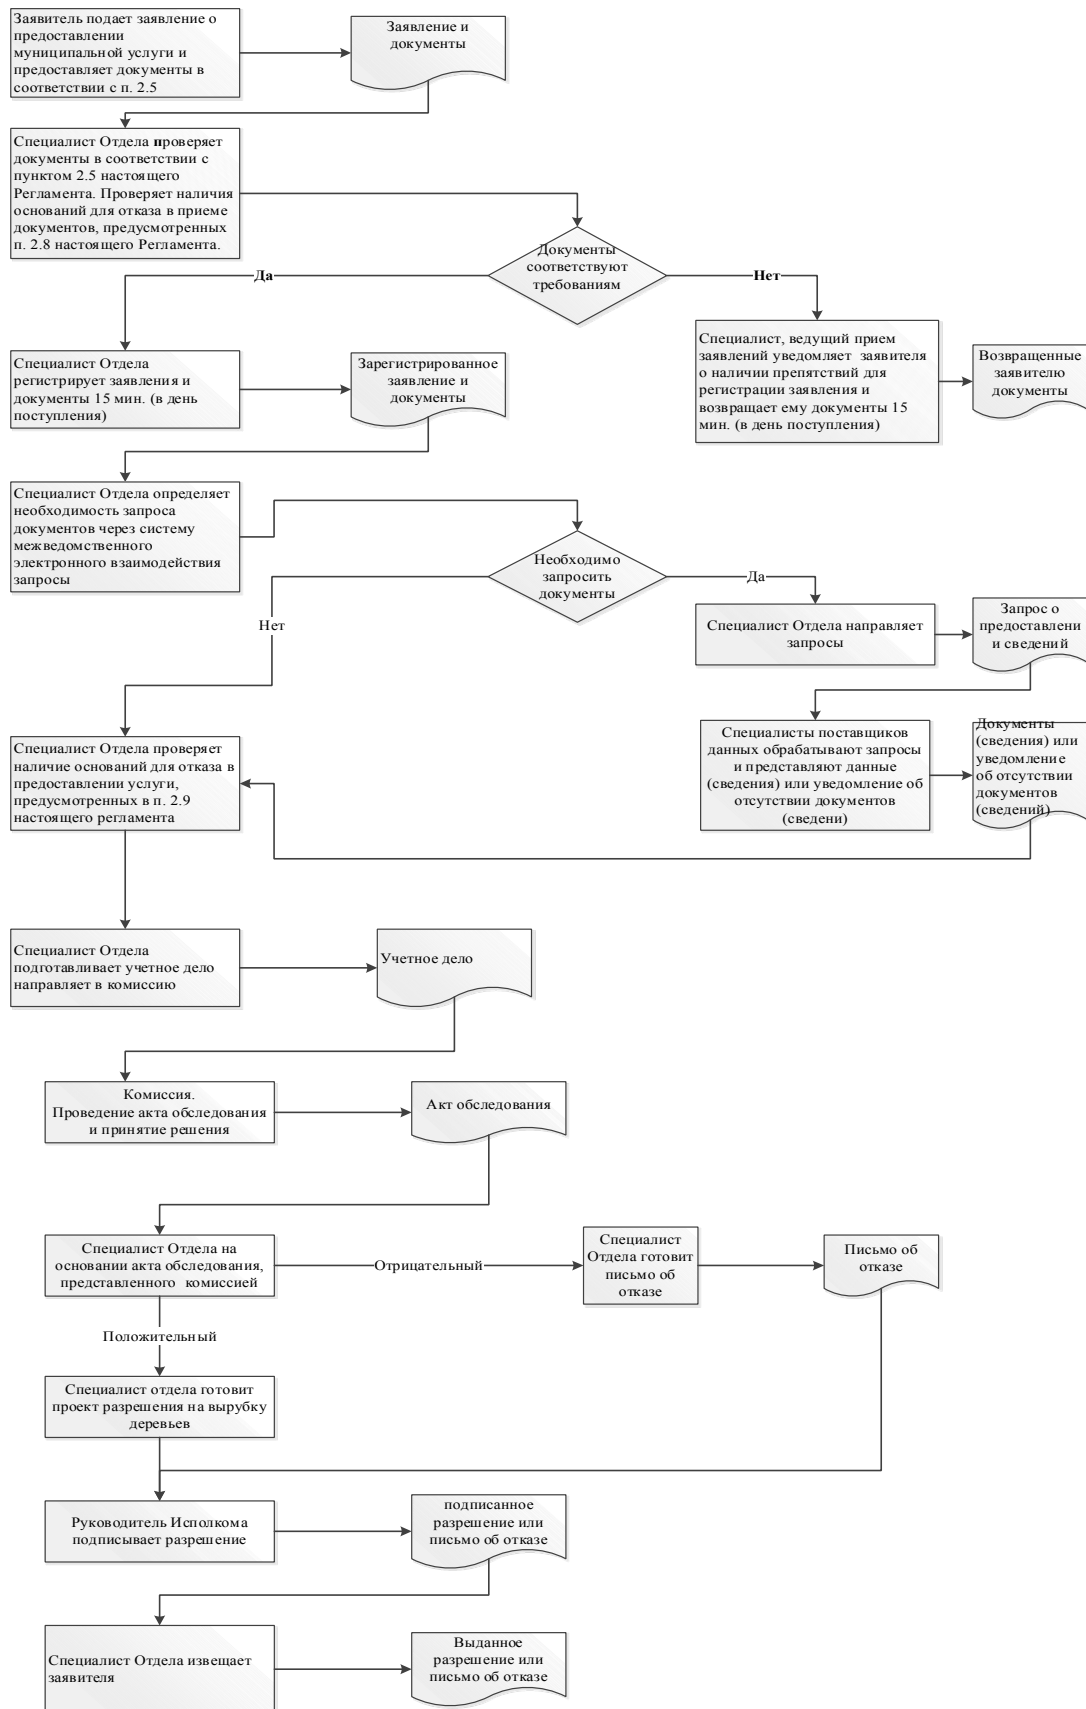 Заявитель подает заявление о
предоставлении
муниципальной услуги и
предоставляет документы в
соответствии с п. 2.5
Заявление и
документы
Специалист Отдела проверяет
документы в соответствии с
пунктом 2.5 настоящего
Регламента. Проверяет наличия
оснований для отказа в приеме
документов, предусмотренных
п. 2.8 настоящего Регламента.
Документы
соответствуют
требованиям
Да
Нет
Специалист Отдела
регистрирует заявления и
документы 15 мин. (в день
поступления)
Зарегистрированное
заявление и
документы
Специалист, ведущий прием
заявлений уведомляет заявителя
о наличии препятствий для
регистрации заявления и
возвращает ему документы 15
мин. (в день поступления)
Возвращенные
заявителю
документы
Специалист Отдела определяет
необходимость запроса
документов через систему
межведомственного
электронного взаимодействия
запросы
Необходимо
запросить
документы
Да
Нет
Специалист Отдела направляет
запросы
Запрос о
предоставлени
и сведений
Специалисты поставщиков
данных обрабатывают запросы
и представляют данные
(сведения) или уведомление об
отсутствии документов
(сведени)
Документы
(сведения) или
уведомление
об отсутствии
документов
(сведений)
Специалист Отдела проверяет
наличие оснований для отказа в
предоставлении услуги,
предусмотренных в п. 2.9
настоящего регламента
Специалист Отдела
подготавливает учетное дело
направляет в комиссию
Учетное дело
Комиссия.
Проведение акта обследования
и принятие решения
Акт обследования
Специалист Отдела на
основании акта обследования,
представленного комиссией
Отрицательный
Специалист
Отдела готовит
письмо об
отказе
Письмо об
отказе
Положительный
Специалист отдела готовит
проект разрешения на вырубку
деревьев
Руководитель Исполкома
подписывает разрешение
подписанное
разрешение или
письмо об отказе
Специалист Отдела извещает
заявителя
Выданное
разрешение или
письмо об отказе